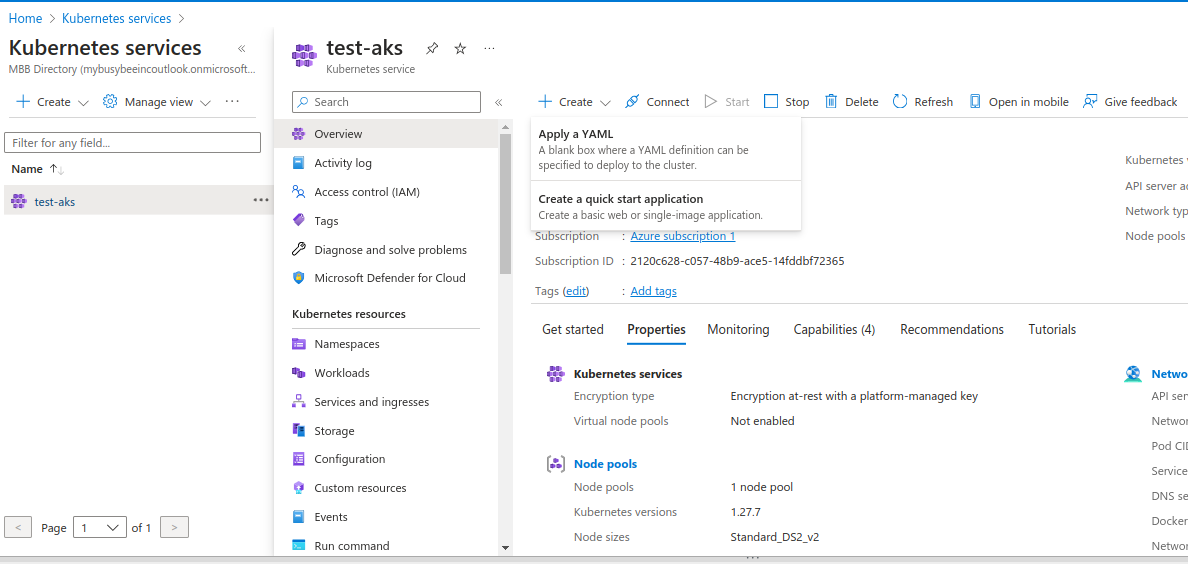 Home > Kubernetes services >
Kubernetes services «
MBB Directory (mybusybeeincoutlook.onmicrosoft...
+ Create Manage view ...
Filter for any field...
Name ↑↓
test-aks ...
< Page 1 of 1 >
test-aks ...
Kubernetes service
Search «
Overview
Activity log
Access control (IAM)
Tags
Diagnose and solve problems
Microsoft Defender for Cloud
Kubernetes resources
Namespaces
Workloads
Services and ingresses
Storage
Configuration
Custom resources
Events
Run command
+ Create Connect Start Stop Delete Refresh Open in mobile Give feedback
Apply a YAML
A blank box where a YAML definition can be
specified to deploy to the cluster.
Create a quick start application
Create a basic web or single-image application.
Subscription : Azure subscription 1
Subscription ID : 2120c628-c057-48b9-ace5-14fddbf72365
Tags (edit) : Add tags
Kubernetes
API server
Network
Node pools
Get started Properties Monitoring Capabilities (4) Recommendations Tutorials
Kubernetes services
Encryption type Encryption at-rest with a platform-managed key
Virtual node pools Not enabled
Node pools
Node pools 1 node pool
Kubernetes versions 1.27.7
Node sizes Standard_DS2_v2
API
Pod
Service
DNS
Docker